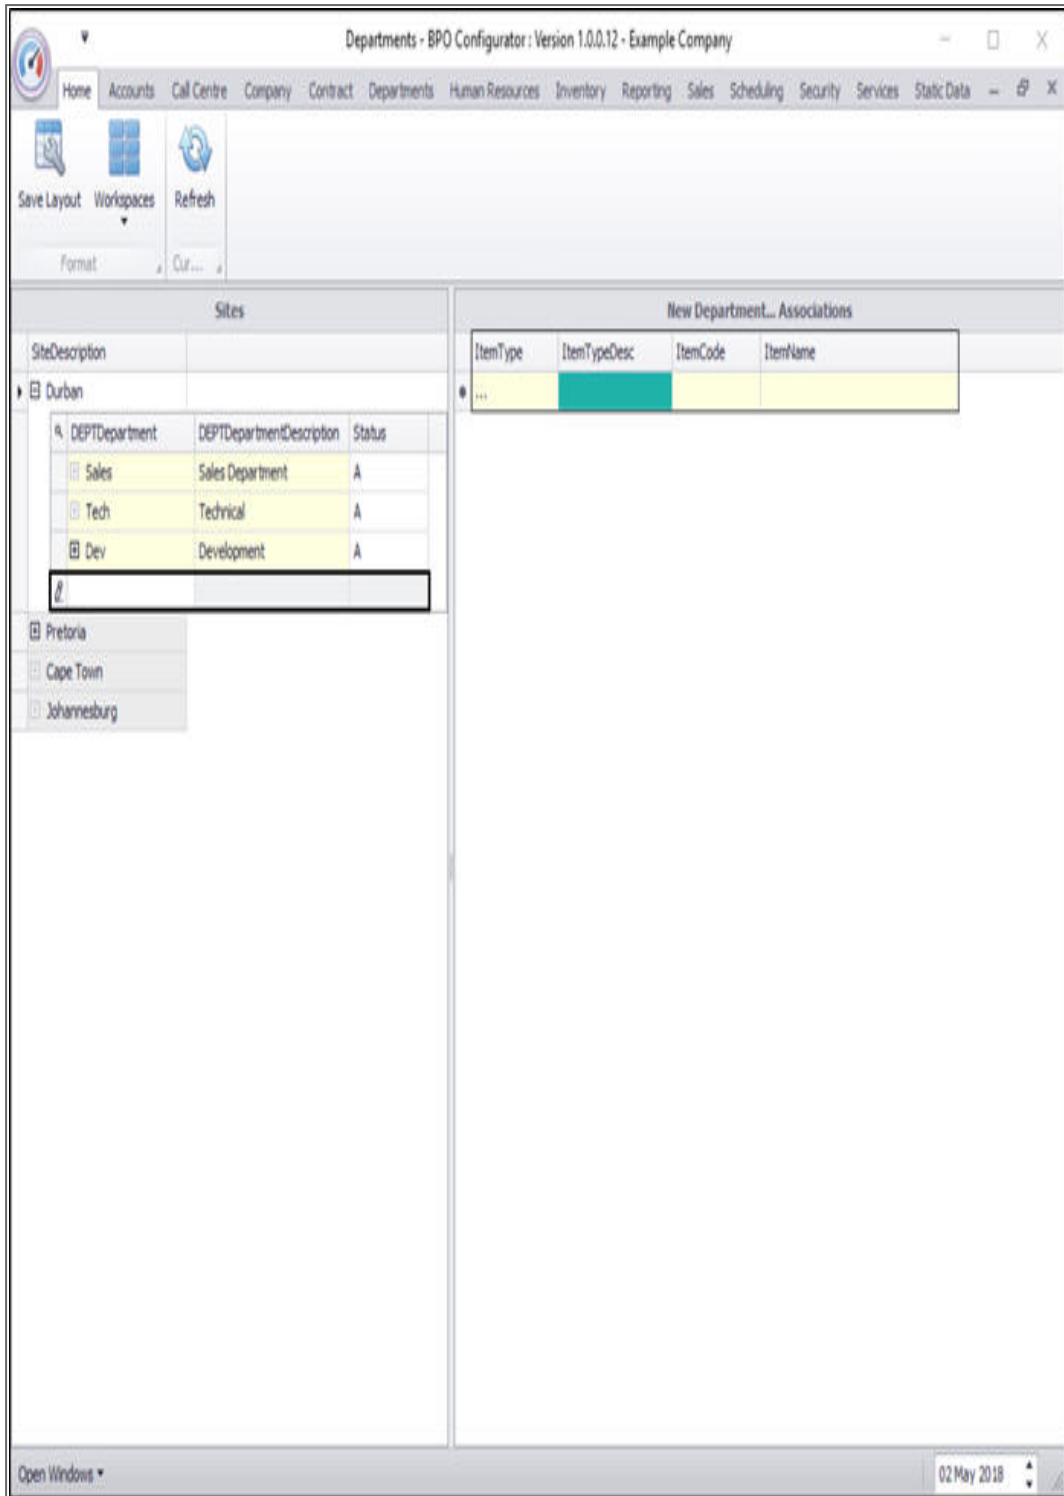 Departments - BPO Configurator : Version 1.0.0.12 - Example Company
Home Accounts Call Centre Company Contract Departments Human Resources Inventory Reporting Sales Scheduling Security Services Static Data
Save Layout Workspaces Refresh
Format Cur...
Sites New Department... Associations
SiteDescription ItemType ItemTypeDesc ItemCode ItemName
Durban ...
DEPTDepartment DEPTDepartmentDescription Status
Sales Sales Department A
Tech Technical A
Dev Development A
Pretoria
Cape Town
Johannesburg
Open Windows 02 May 2018